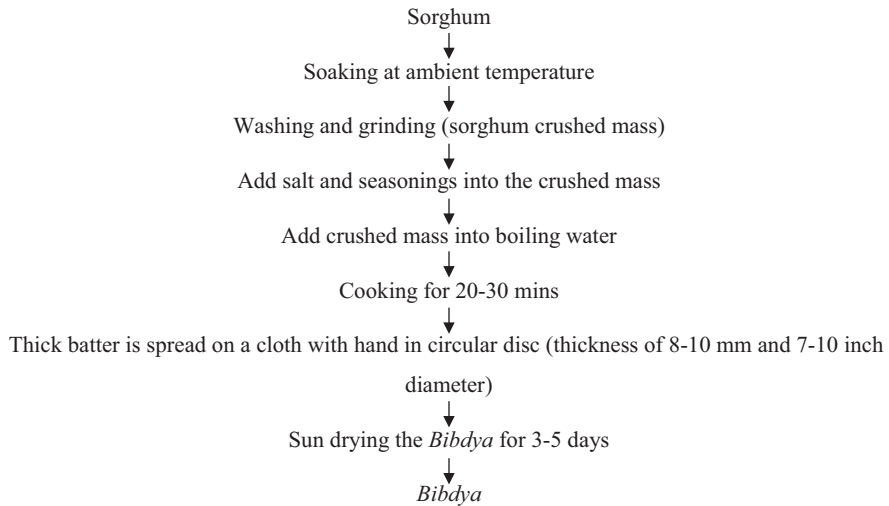 Sorghum
Soaking at ambient temperature
Washing and grinding (sorghum crushed mass)
Add salt and seasonings into the crushed mass
Add crushed mass into boiling water
Cooking for 20-30 mins
Thick batter is spread on a cloth with hand in circular disc (thickness of 8-10 mm and 7-10 inch
diameter)
Sun drying the Bibdya for 3-5 days
Bibdya